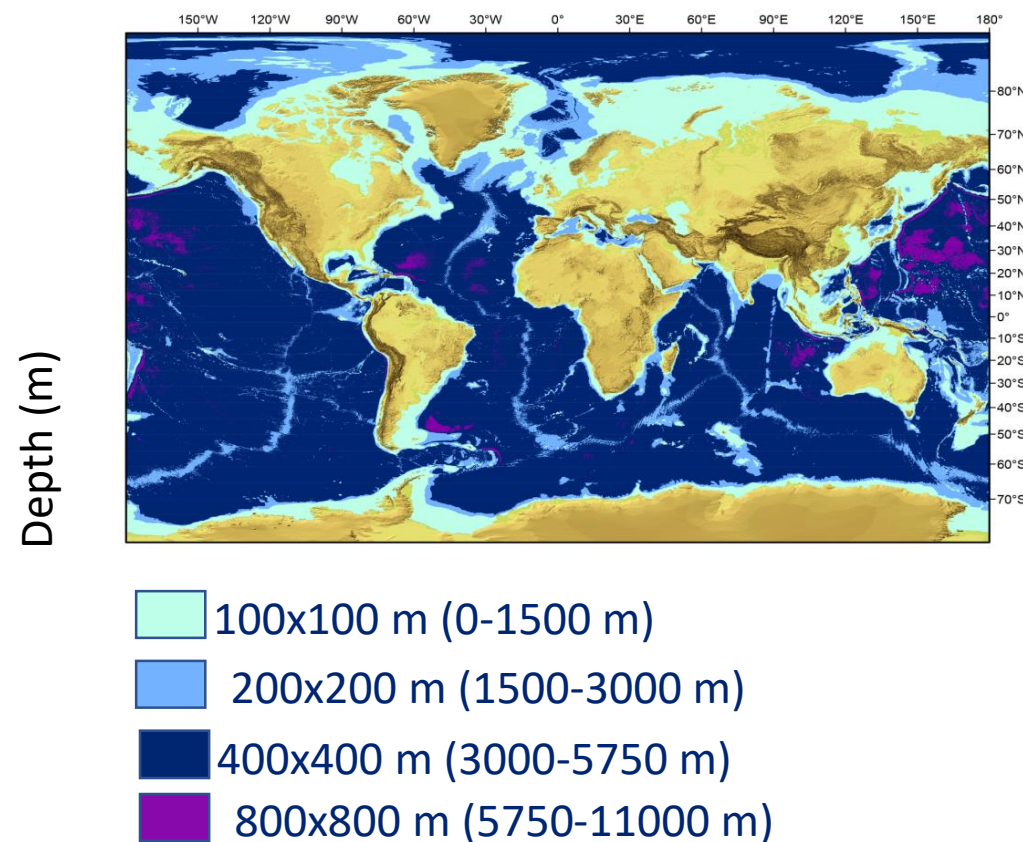 150°W 120°W 90°W 60°W 30°W 0° 30°E 60°E 90°E 120°E 150°E 180°
80°N
70°N
60°N
50°N
40°N
30°N
20°N
10°N
0°
10°S
20°S
30°S
40°S
50°S
60°S
70°S
Depth (m)
100x100 m (0-1500 m)
200x200 m (1500-3000 m)
400x400 m (3000-5750 m)
800x800 m (5750-11000 m)